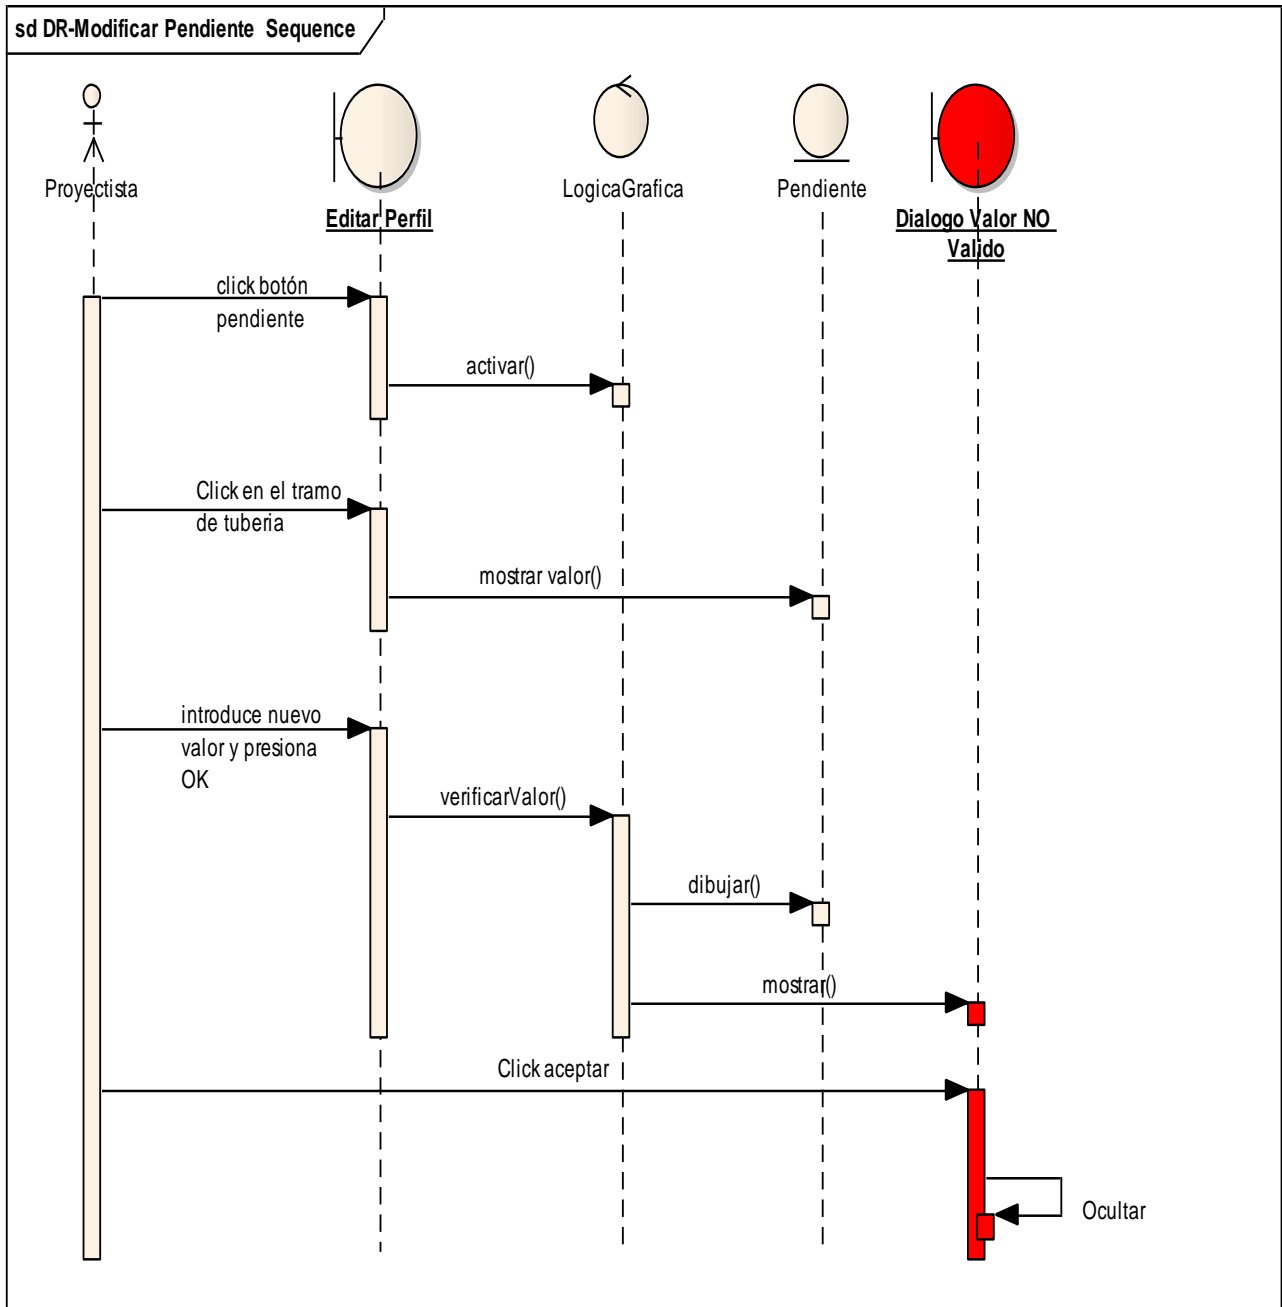 sd DR-Modificar Pendiente Sequence
Proyectista
Editar Perfil
LogicaGrafica
Pendiente
Dialogo Valor NO
Valido
click botón
pendiente
activar()
Click en el tramo
de tuberia
mostrar valor()
introduce nuevo
valor y presiona
OK
verificarValor()
dibujar()
mostrar()
Click aceptar
Ocultar